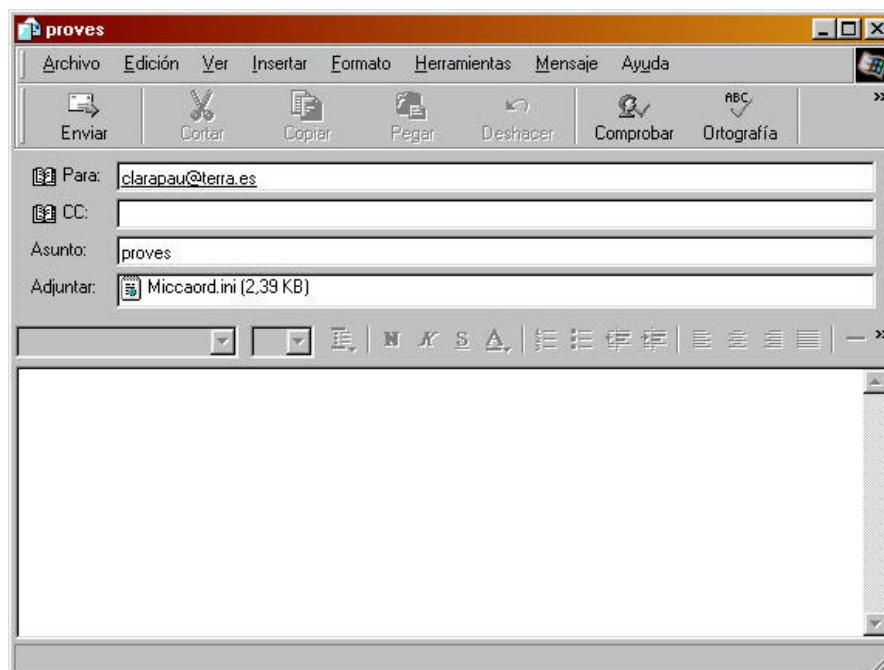 proves
Archivo Edición Ver Insertar Formato Herramientas Mensaje Ayuda
Enviar Cortar Copiar Pegar Deshacer Comprobar ABC Ortografía »
Para: clarapau@terra.es
CC:
Asunto: proves
Adjuntar: Miccaord.ini (2,39 KB)
N K S A »